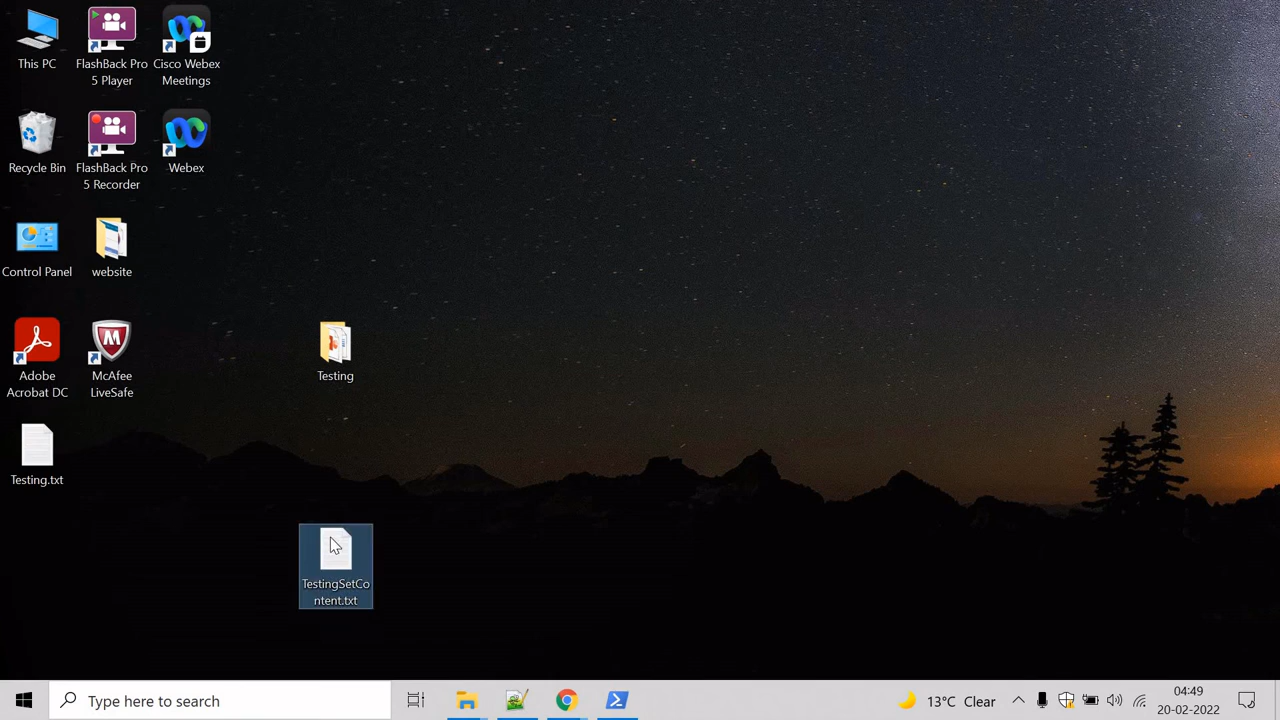 This PC
FlashBack Pro
5 Player
Cisco Webex
Meetings
Recycle Bin
FlashBack Pro
5 Recorder
Webex
Control Panel
website
Adobe
Acrobat DC
McAfee
LiveSafe
Testing
Testing.txt
TestingSetCo
ntent.txt
Type here to search
13°C Clear
04:49
20-02-2022